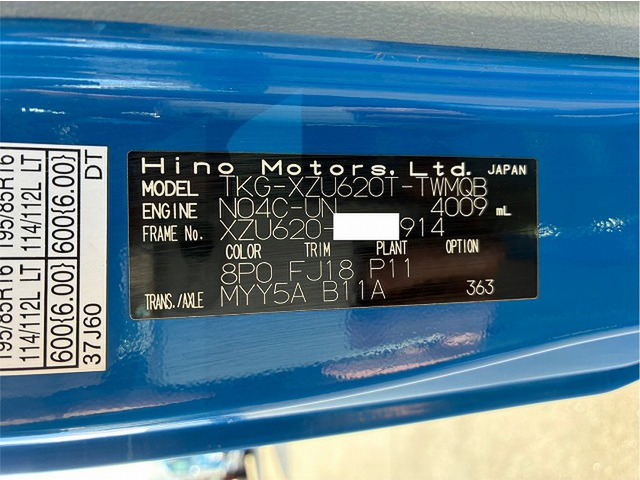 Hino Motors, Ltd. JAPAN
MODEL TKG-XZU620T-TWMQB
ENGINE N04C-UN 4009 mL
FRAME No. XZU620- 914
COLOR TRIM PLANT OPTION
8P0 FJ18 P11
TRANS./AXLE MYY5A B11A 363
195/85R16
114/112L LT
600{6.00}
195/85R16
114/112L LT
600{6.00}
DT
37J60